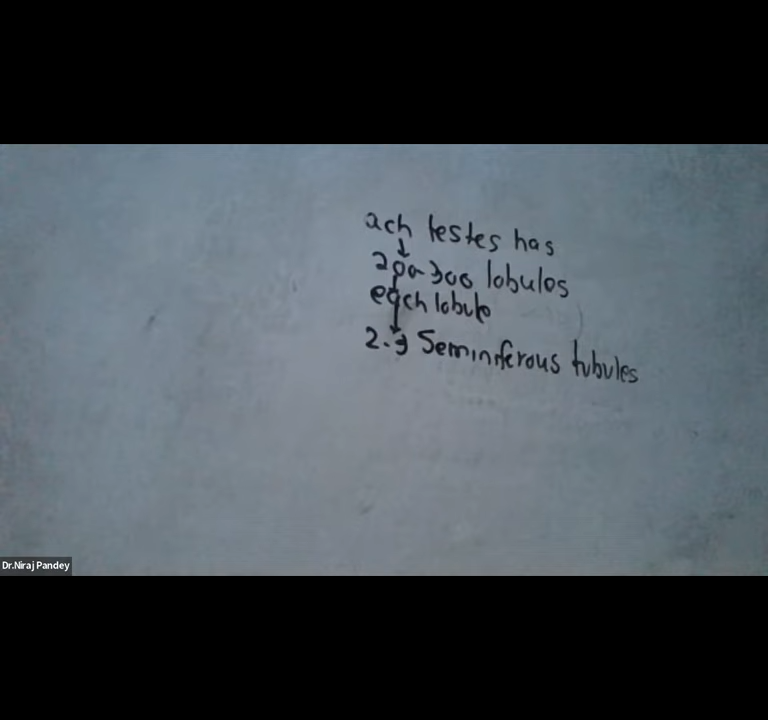 ach testes has
200 300 lobules
each lobule
2-3 Seminiferous tubules
Dr.Niraj Pandey